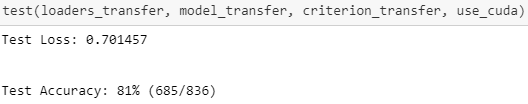 test(loaders_transfer, model_transfer, criterion_transfer, use_cuda)
Test Loss: 0.701457
Test Accuracy: 81% (685/836)